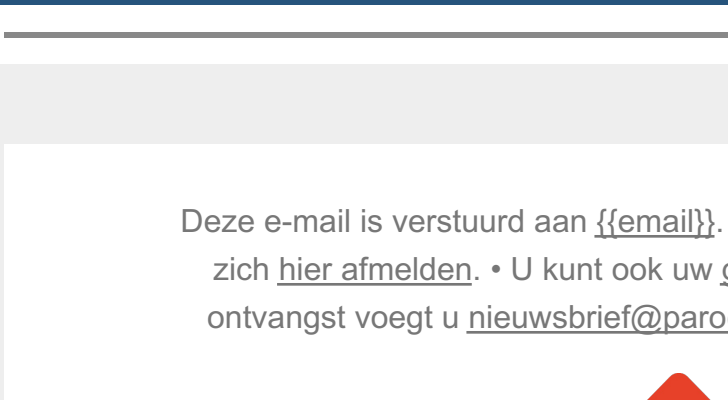 Deze e-mail is verstuurd aan {{email}}.
zich hier afmelden. • U kunt ook uw
ontvangst voegt u nieuwsbrief@paro